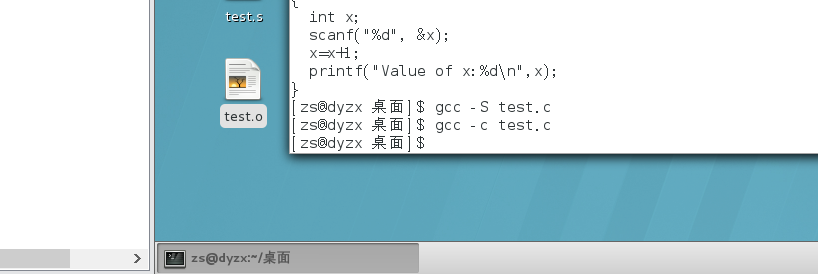 test.s
test.o
{
int x;
scanf("%d", &x);
x=x+1;
printf("Value of x:%d\n",x);
}
[zs@dyzx 桌面]$ gcc -S test.c
[zs@dyzx 桌面]$ gcc -c test.c
[zs@dyzx 桌面]$
zs@dyzx:~/桌面